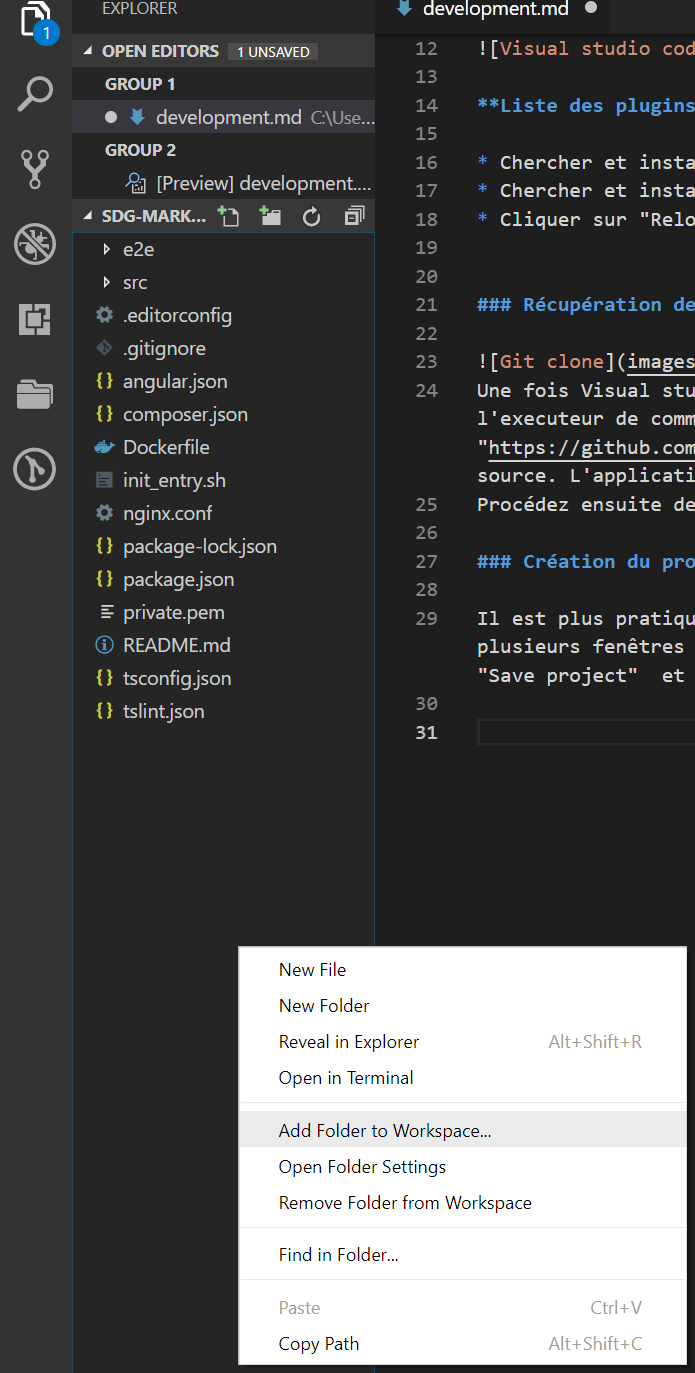 EXPLORER
OPEN EDITORS 1 UNSAVED
GROUP 1
development.md C:\Use...
GROUP 2
[Preview] development....
SDG-MARK...
e2e
src
.editorconfig
.gitignore
angular.json
composer.json
Dockerfile
init_entry.sh
nginx.conf
package-lock.json
package.json
private.pem
README.md
tsconfig.json
tslint.json
1
development.md
12 ![Visual studio cod
13
14 **Liste des plugins
15
16 * Chercher et insta
17 * Chercher et insta
18 * Cliquer sur "Relo
19
20
21 ### Récupération de
22
23 ![Git clone](images
24 Une fois Visual stu
l'executeur de comm
"https://github.com
source. L'applicati
25 Procédez ensuite de
26
27 ### Création du pro
28
29 Il est plus pratiqu
plusieurs fenêtres
"Save project" et
30
31
New File
New Folder
Reveal in Explorer Alt+Shift+R
Open in Terminal
Add Folder to Workspace...
Open Folder Settings
Remove Folder from Workspace
Find in Folder...
Paste Ctrl+V
Copy Path Alt+Shift+C